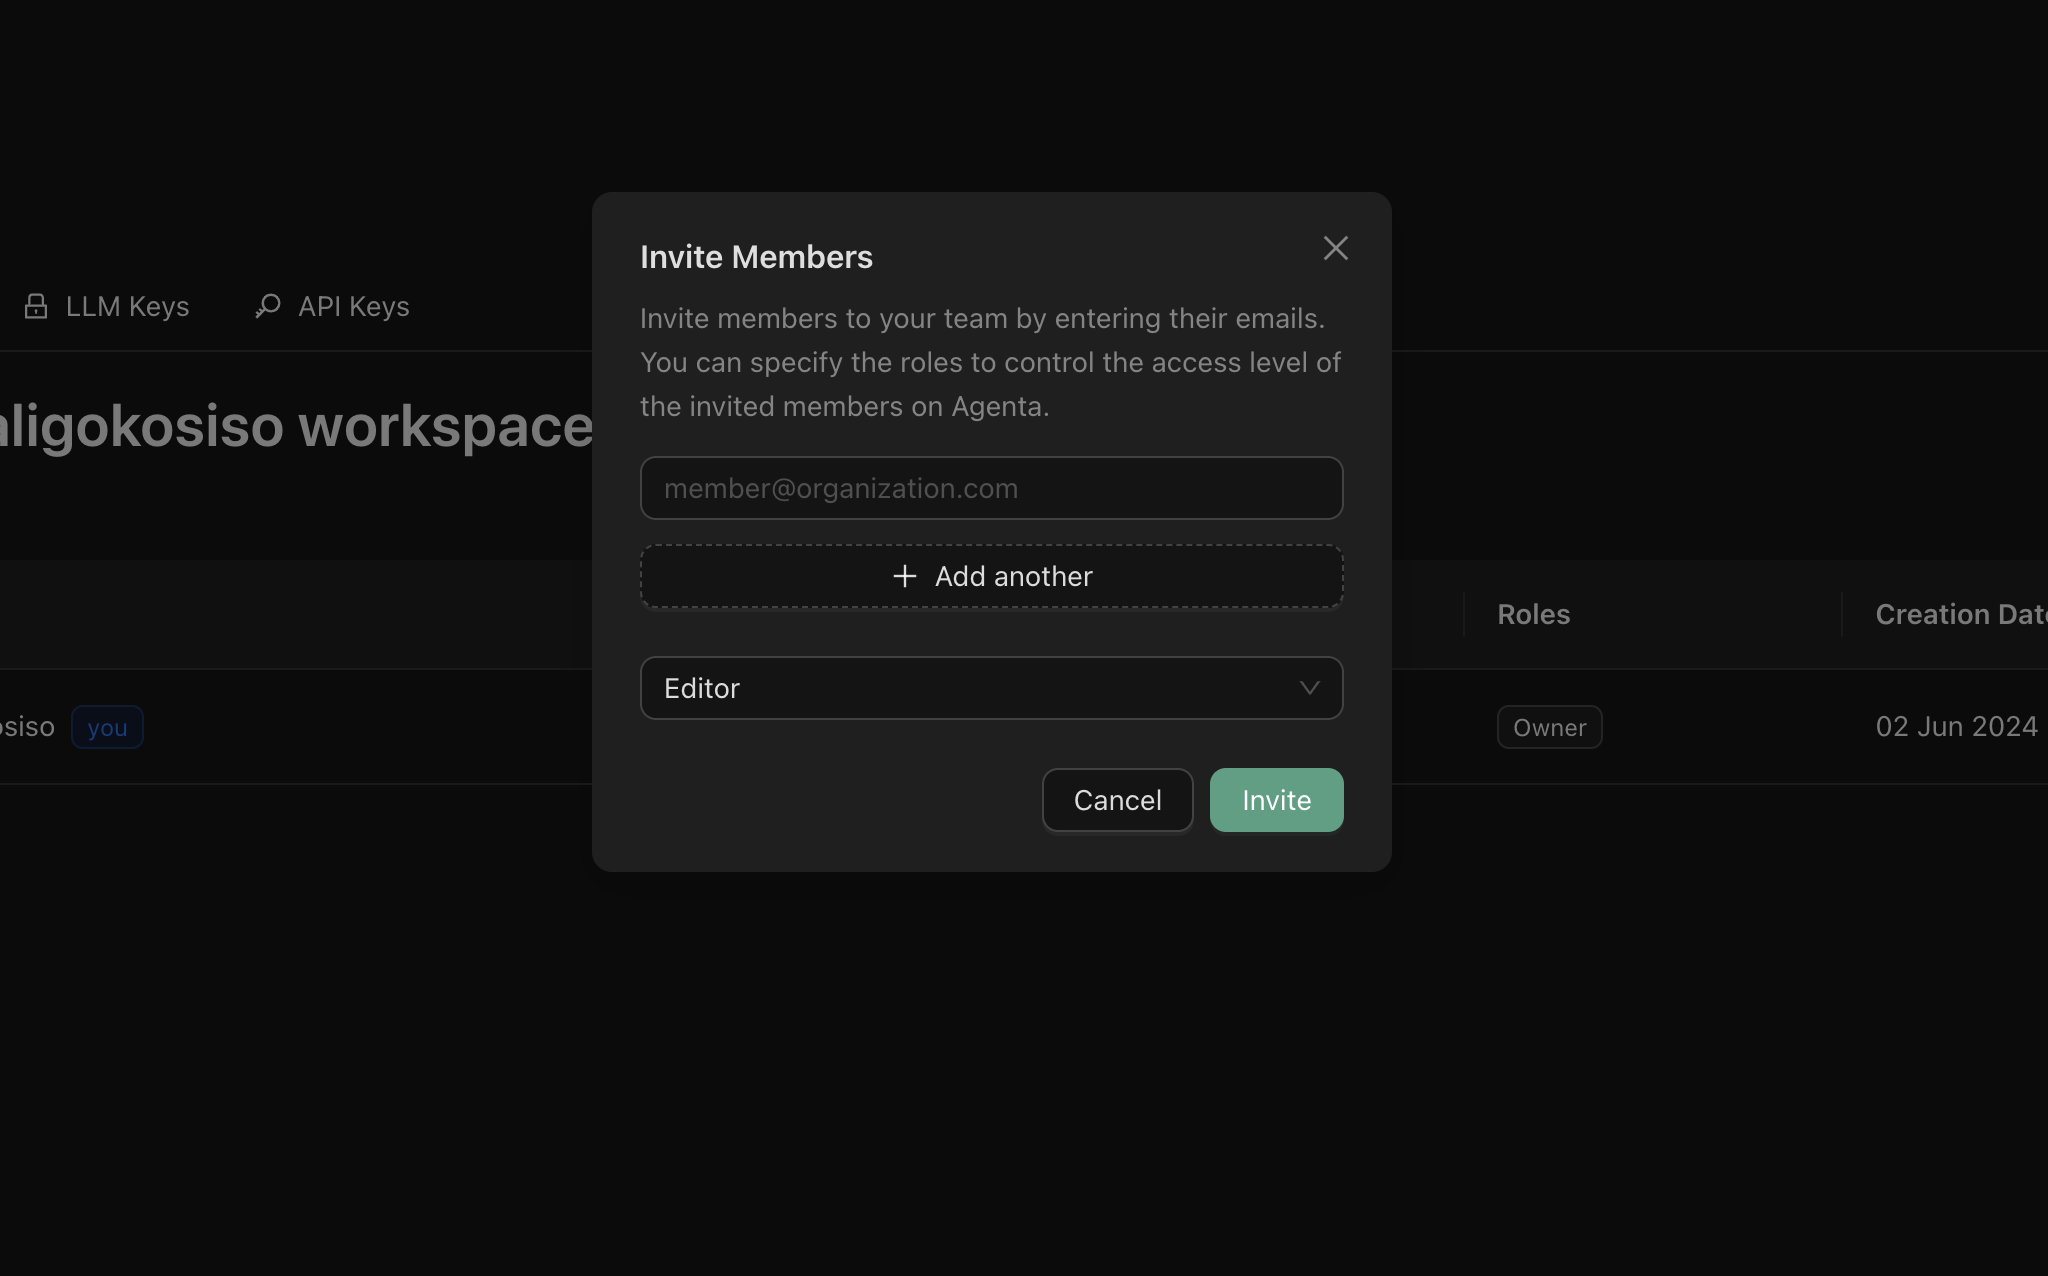 Invite Members
Invite members to your team by entering their emails.
You can specify the roles to control the access level of
the invited members on Agenta.
member@organization.com
Add another
Editor
Cancel Invite
LLM Keys API Keys
aligokosiso workspace
Roles Creation Date
osiso you Owner 02 Jun 2024